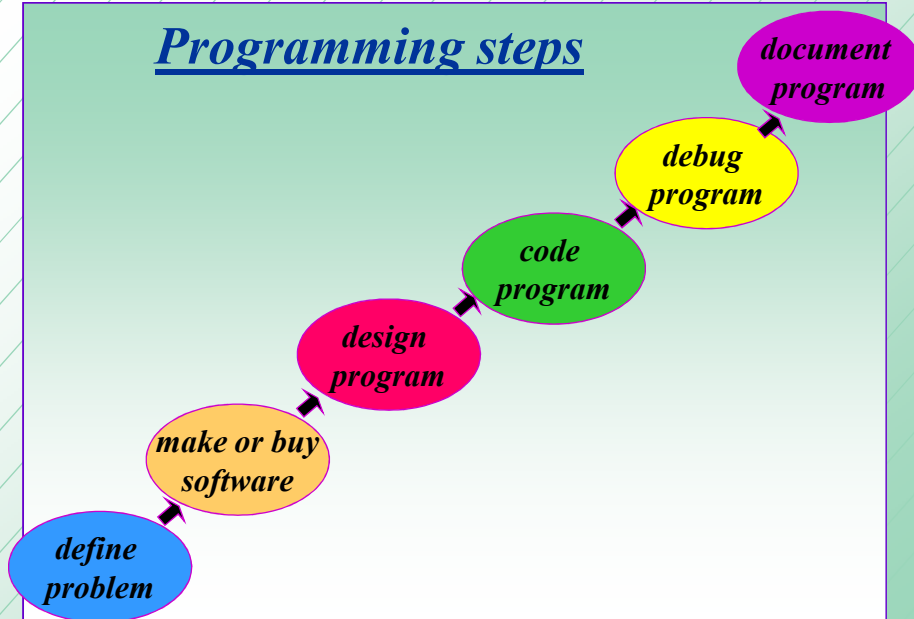 Programming steps
document
program
debug
program
code
program
design
program
make or buy
software
define
problem